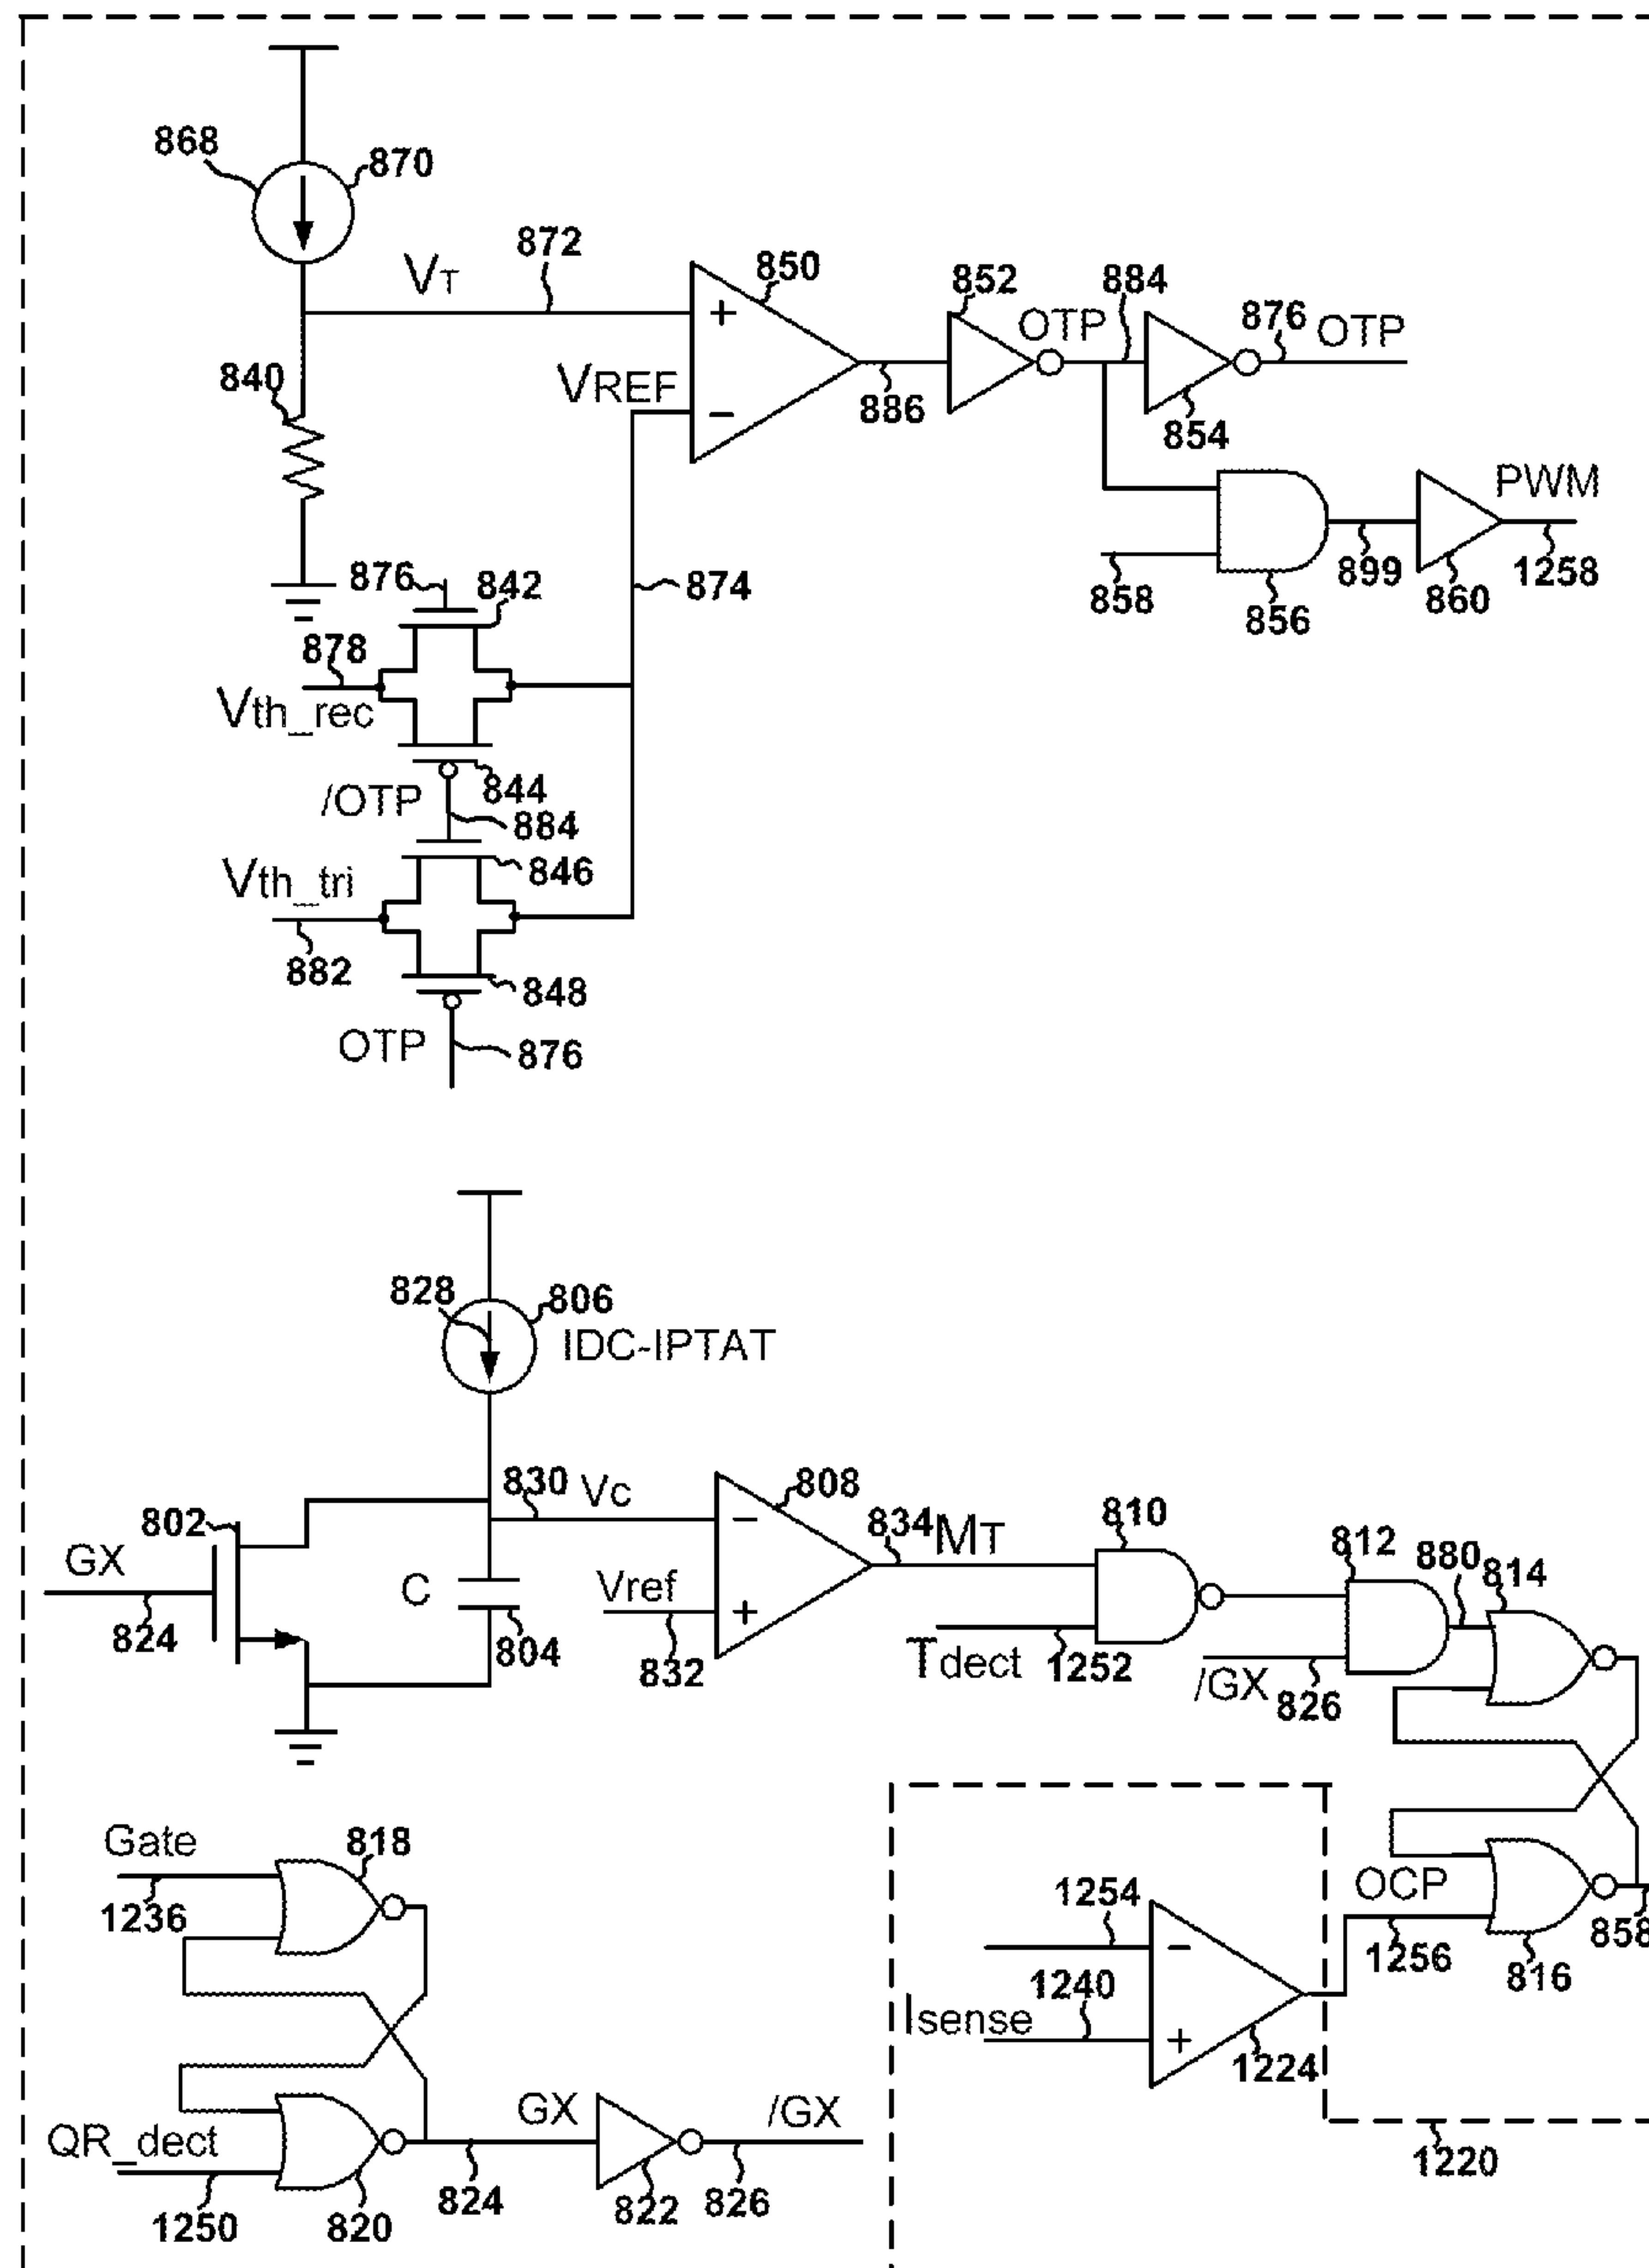 868
870
VT
872
850
852
OTP
884
876
OTP
840
VREF
886
854
PWM
876
842
874
858
856
899
860
1258
878
Vth_rec
844
/OTP
884
846
Vth_tri
882
848
OTP
876
828
806
IDC-IPTAT
830
Vc
808
802
GX
824
C
804
Vref
832
834
MT
810
Tdect
1252
812
880
814
/GX
826
Gate
1236
818
1254
OCP
1256
816
858
1240
Isense
1224
QR_dect
1250
820
GX
824
822
/GX
826
1220